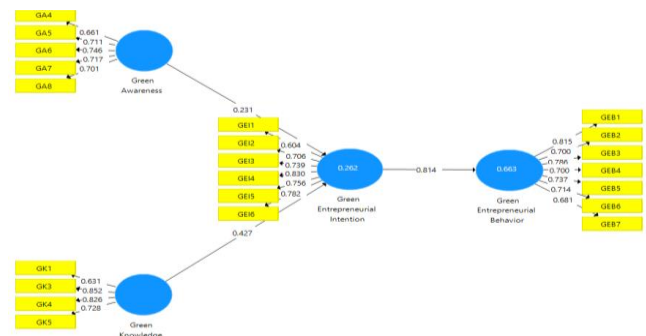 GA4
GA5
GA6
GA7
GA8
0.661
0.711
0.746
0.717
0.701
Green
Awareness
0.231
GEI1
GEI2
GEI3
GEI4
GEI5
GEI6
0.604
0.706
0.739
0.830
0.756
0.782
0.262
Green
Entrepreneurial
Intention
0.814
0.663
Green
Entrepreneurial
Behavior
0.815
0.700
0.786
0.700
0.737
0.714
0.681
GEB1
GEB2
GEB3
GEB4
GEB5
GEB6
GEB7
0.427
GK1
GK3
GK4
GK5
0.631
0.852
0.826
0.728
Green
Knowledge